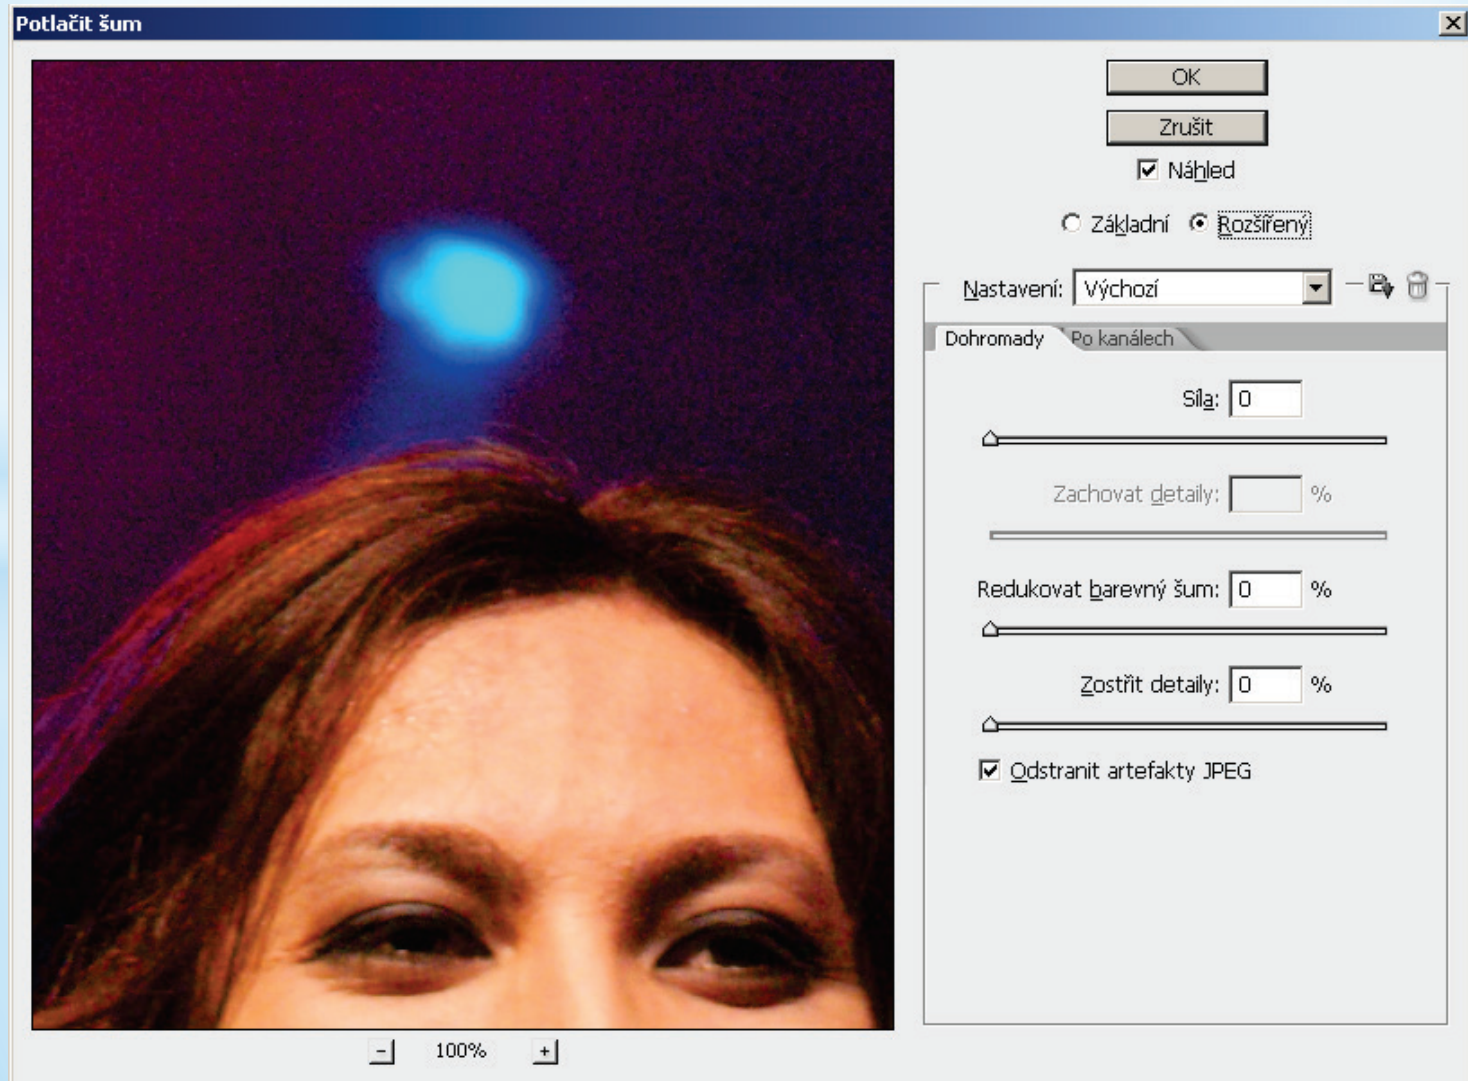 Potlačit šum
OK
Zrušit
Náhled
Základní Rozšířený
Nastavení: Výchozí
Dohromady Po kanálech
Síla: 0
Zachovat detaily: %
Redukovat barevný šum: 0 %
Zostřit detaily: 0 %
Odstranit artefakty JPEG
- 100% +